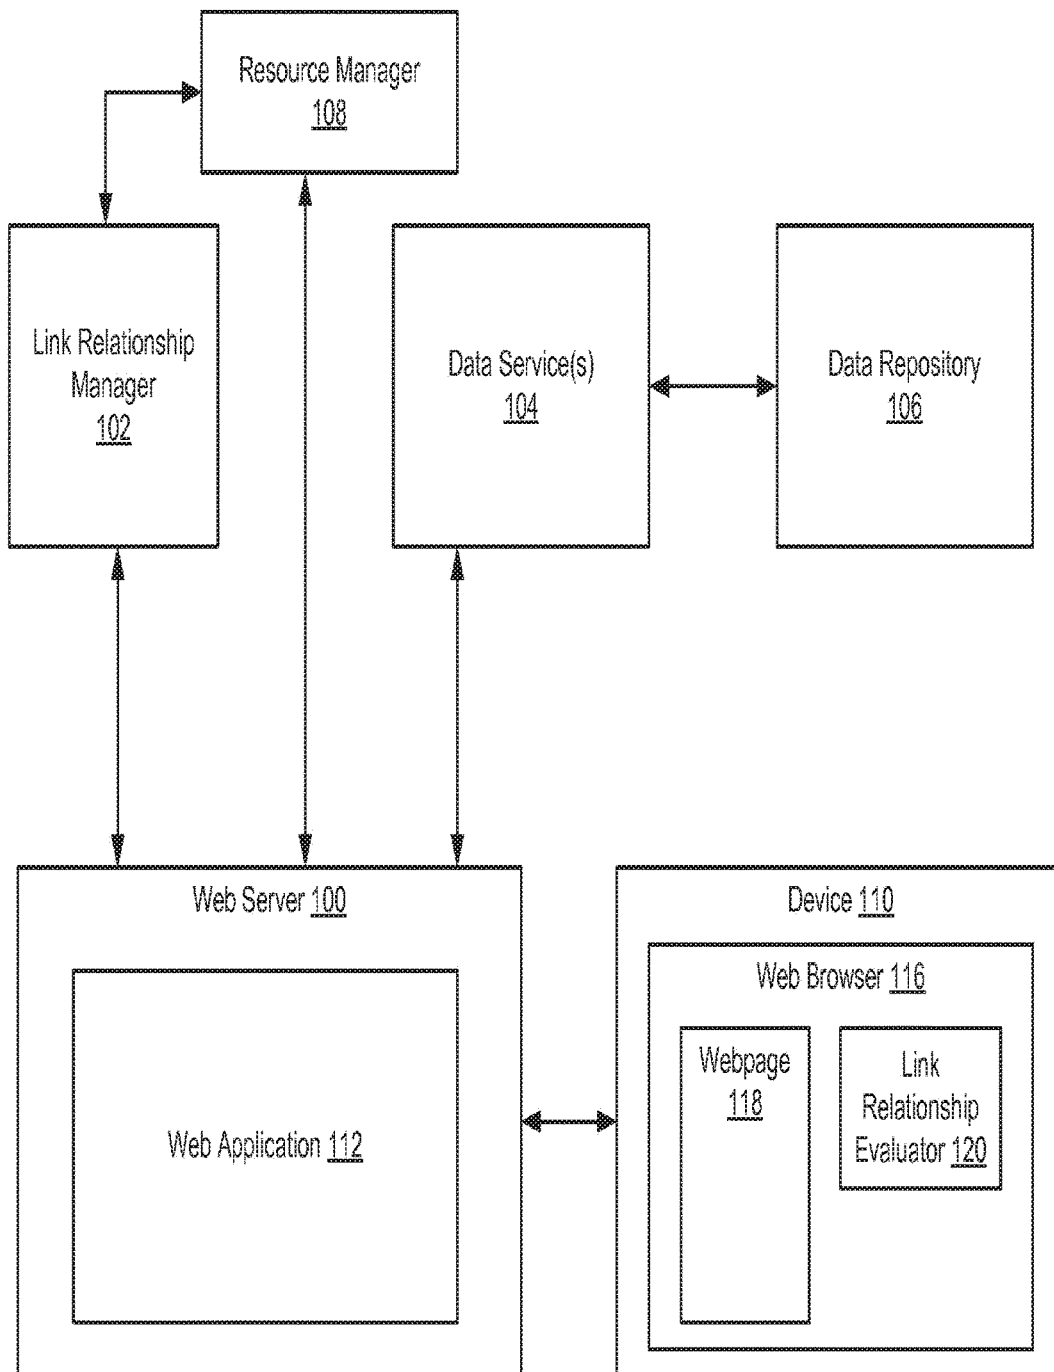 Resource Manager
108
Link Relationship
Manager
102
Data Service(s)
104
Data Repository
106
Web Server 100
Web Application 112
Device 110
Web Browser 116
Webpage
118
Link
Relationship
Evaluator 120